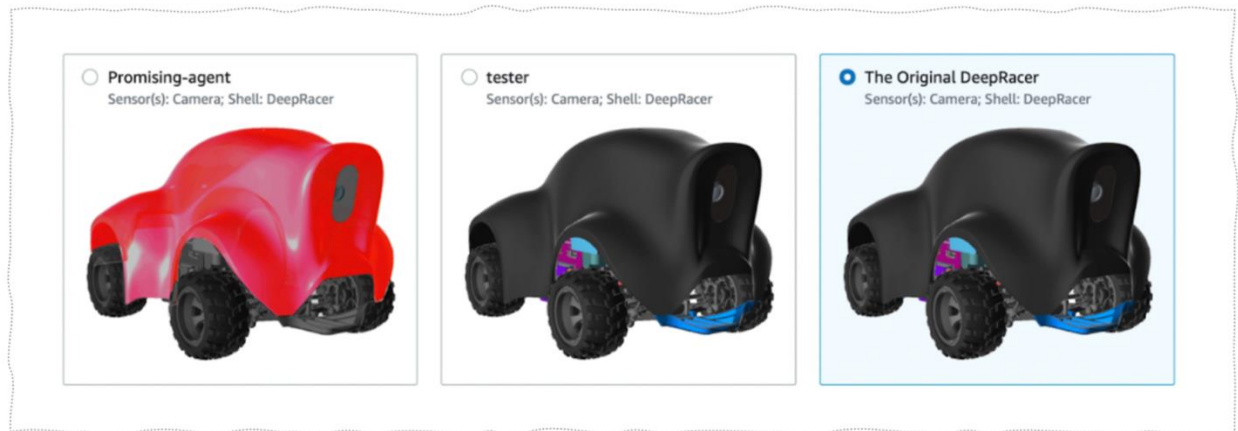 Promising-agent
Sensor(s): Camera; Shell: DeepRacer
tester
Sensor(s): Camera; Shell: DeepRacer
The Original DeepRacer
Sensor(s): Camera; Shell: DeepRacer